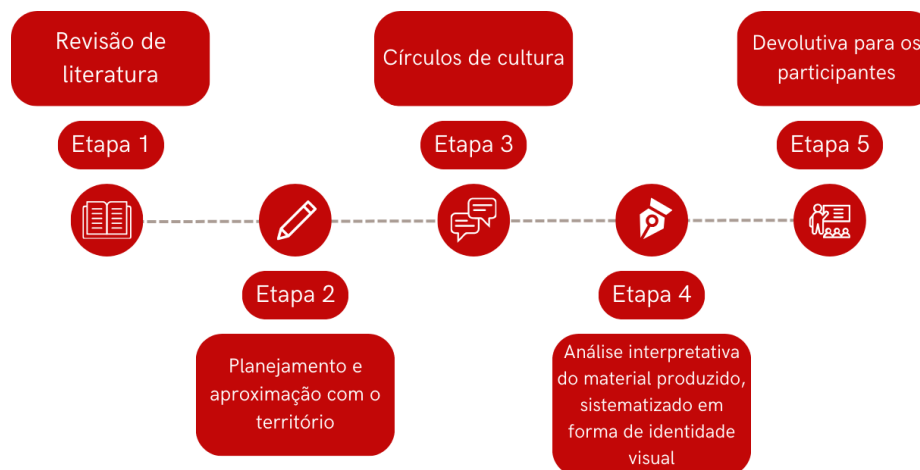 Revisão de
literatura
Etapa 1
Etapa 2
Planejamento e
aproximação com o
território
Círculos de cultura
Etapa 3
Etapa 4
Análise interpretativa
do material produzido,
sistematizado em
forma de identidade
visual
Devolutiva para os
participantes
Etapa 5